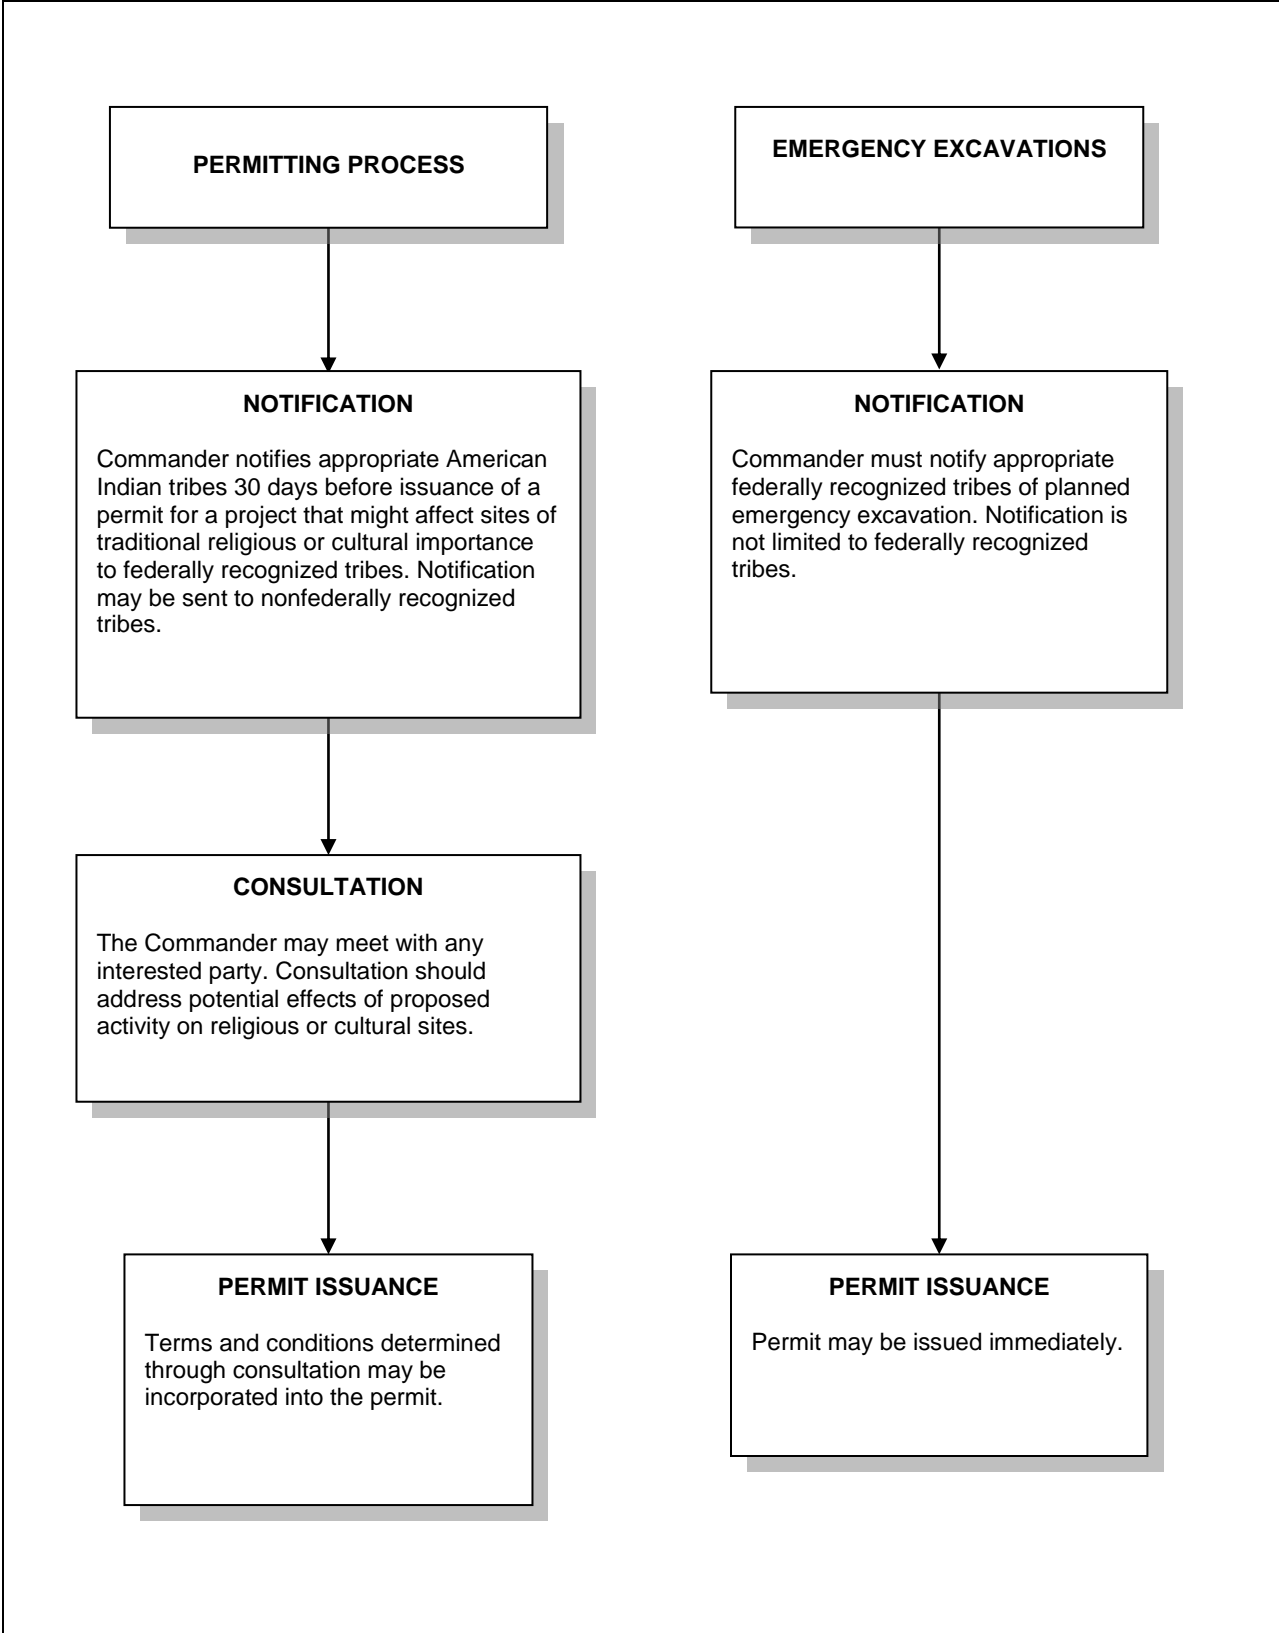 PERMITTING PROCESS
NOTIFICATION
Commander notifies appropriate American
Indian tribes 30 days before issuance of a
permit for a project that might affect sites of
traditional religious or cultural importance
to federally recognized tribes. Notification
may be sent to nonfederally recognized
tribes.
CONSULTATION
The Commander may meet with any
interested party. Consultation should
address potential effects of proposed
activity on religious or cultural sites.
PERMIT ISSUANCE
Terms and conditions determined
through consultation may be
incorporated into the permit.
EMERGENCY EXCAVATIONS
NOTIFICATION
Commander must notify appropriate
federally recognized tribes of planned
emergency excavation. Notification is
not limited to federally recognized
tribes.
PERMIT ISSUANCE
Permit may be issued immediately.